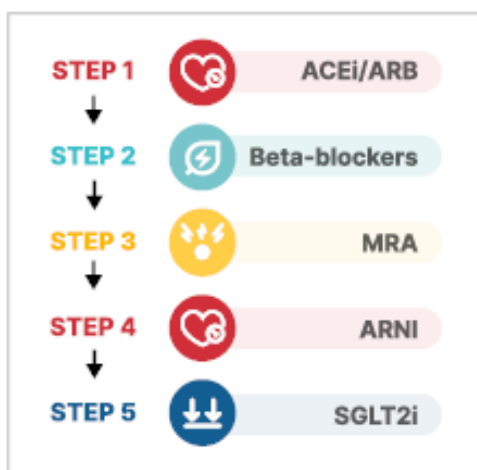 STEP 1 ACEi/ARB
STEP 2 Beta-blockers
STEP 3 MRA
STEP 4 ARNI
STEP 5 SGLT2i